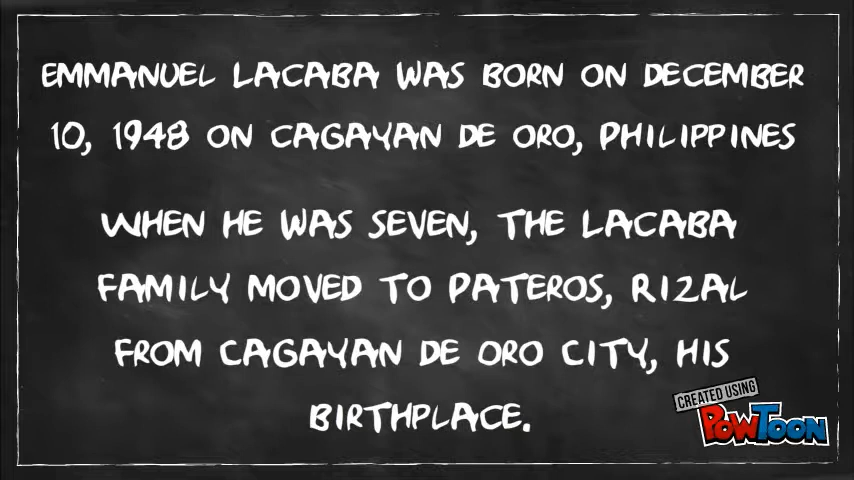 EMMANUEL LACABA WAS BORN ON DECEMBER
10, 1948 ON CAGAYAN DE ORO, PHILIPPINES
WHEN HE WAS SEVEN, THE LACABA
FAMILY MOVED TO PATEROS, RIZAL
FROM CAGAYAN DE ORO CITY, HIS
BIRTHPLACE.
CREATED USING
POWTOON